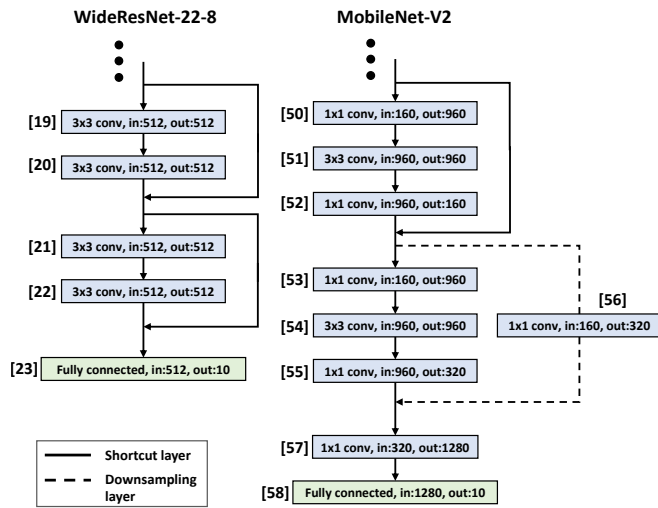 WideResNet-22-8
[19] 3x3 conv, in:512, out:512
[20] 3x3 conv, in:512, out:512
[21] 3x3 conv, in:512, out:512
[22] 3x3 conv, in:512, out:512
[23] Fully connected, in:512, out:10
Shortcut layer
Downsampling
layer
MobileNet-V2
[50] 1x1 conv, in:160, out:960
[51] 3x3 conv, in:960, out:960
[52] 1x1 conv, in:960, out:160
[53] 1x1 conv, in:160, out:960
[54] 3x3 conv, in:960, out:960
[55] 1x1 conv, in:960, out:320
[56]
1x1 conv, in:160, out:320
[57] 1x1 conv, in:320, out:1280
[58] Fully connected, in:1280, out:10